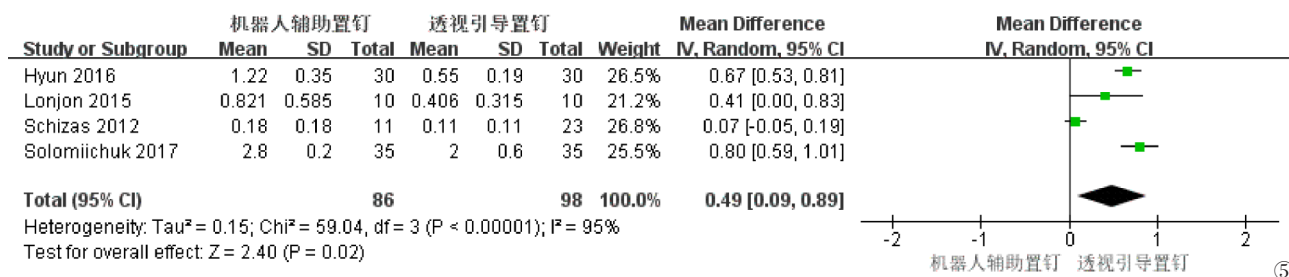 机器人辅助置钉 透视引导置钉 Mean Difference Mean Difference
Study or Subgroup Mean SD Total Mean SD Total Weight IV, Random, 95% CI IV, Random, 95% CI
Hyun 2016 1.22 0.35 30 0.55 0.19 30 26.5% 0.67 [0.53, 0.81]
Lonjon 2015 0.821 0.585 10 0.406 0.315 10 21.2% 0.41 [0.00, 0.83]
Schizas 2012 0.18 0.18 11 0.11 0.11 23 26.8% 0.07 [-0.05, 0.19]
Solomiichuk 2017 2.8 0.2 35 2 0.6 35 25.5% 0.80 [0.59, 1.01]
Total (95% CI) 86 98 100.0% 0.49 [0.09, 0.89]
Heterogeneity: Tau² = 0.15; Chi² = 59.04, df = 3 (P < 0.00001); I² = 95%
Test for overall effect: Z = 2.40 (P = 0.02)
-2 -1 0 1 2
机器人辅助置钉 透视引导置钉
⑤